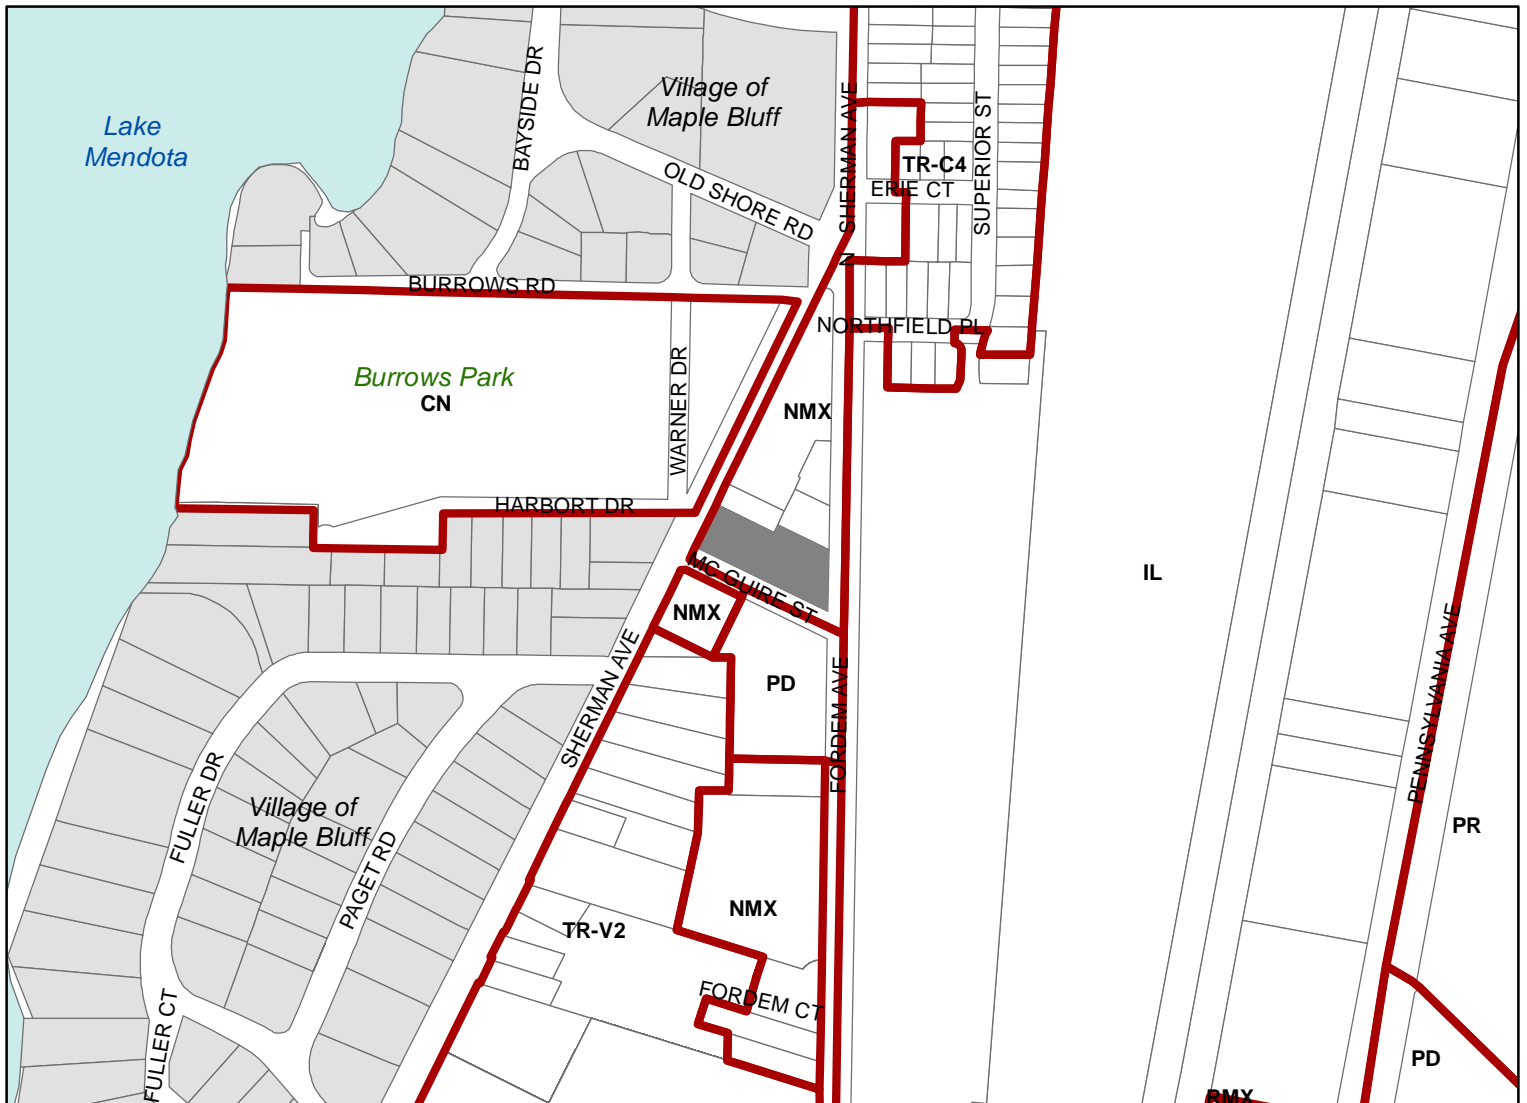 Lake
Mendota
Village of
Maple Bluff
BAYSIDE DR
OLD SHORE RD
N SHERMAN AVE
SUPERIOR ST
TR-C4
ERIE CT
BURROWS RD
NORTHFIELD PL
Burrows Park
CN
WARNER DR
NMX
HARBORT DR
MC GUIRE ST
IL
NMX
PD
SHERMAN AVE
FORDEM AVE
PENNSYLVANIA AVE
FULLER DR
Village of
Maple Bluff
PAGET RD
PR
NMX
TR-V2
FORDEM CT
FULLER CT
PD
RMX